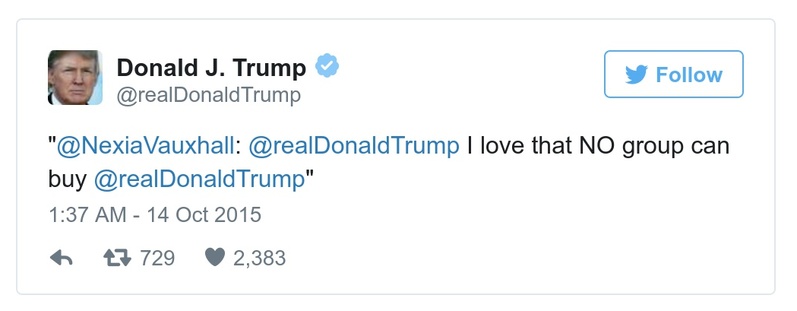 Donald J. Trump
@realDonaldTrump
Follow
"@NexiaVauxhall: @realDonaldTrump I love that NO group can
buy @realDonaldTrump"
1:37 AM - 14 Oct 2015
729 2,383